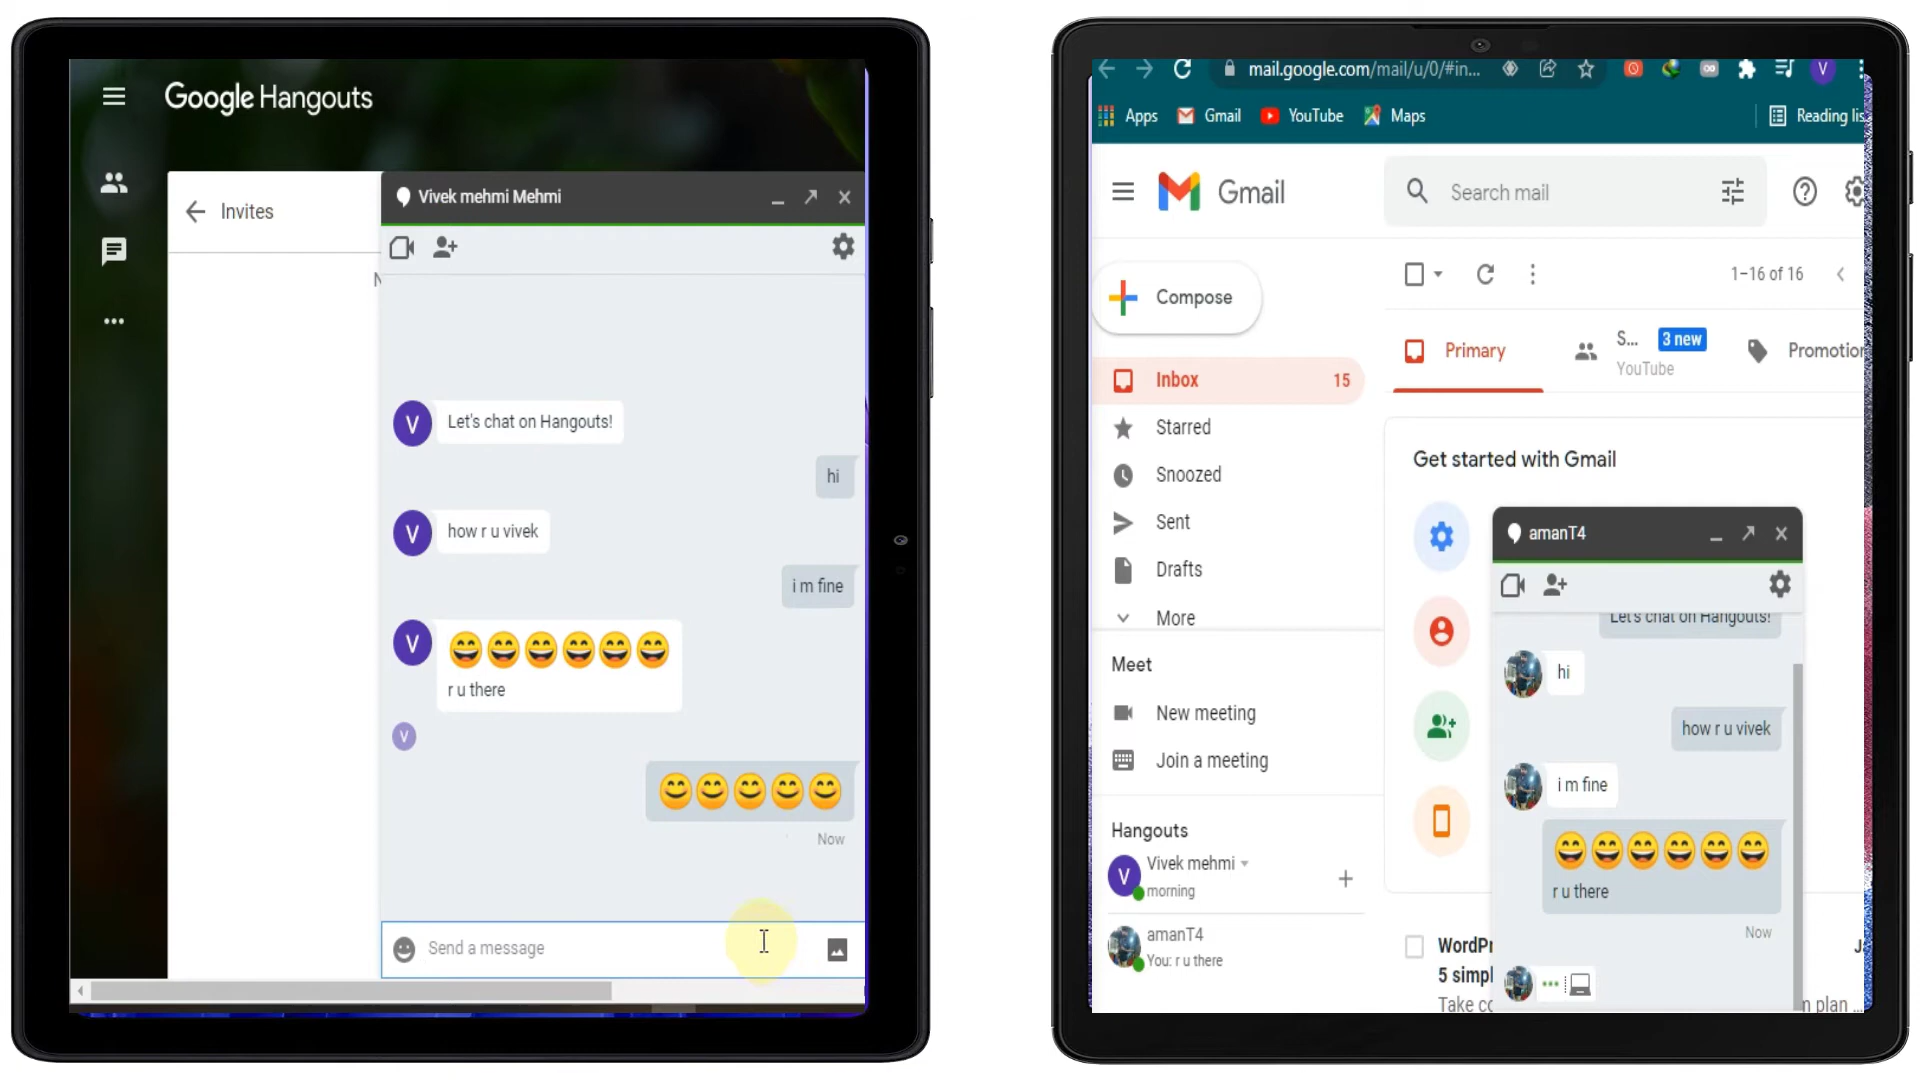 Google Hangouts
Invites
Vivek mehmi Mehmi
Let's chat on Hangouts!
hi
how r u vivek
i m fine
😄😄😄😄😄😄
r u there
V
V
V
V
😊😊😊😊😊
Now
Send a message
mail.google.com/mail/u/0/#in...
V
Apps
Gmail
YouTube
Maps
Reading lis
Gmail
Search mail
Compose
1–16 of 16
Primary
S...
3 new
YouTube
Promotion
Inbox
15
Starred
Snoozed
Sent
Drafts
More
Get started with Gmail
Meet
New meeting
Join a meeting
Hangouts
V
Vivek mehmi
morning
amanT4
You: r u there
amanT4
Let's chat on Hangouts!
hi
how r u vivek
i m fine
😄😄😄😄😄😄
r u there
Now
WordPr
5 simpl
Take co
m plan ...